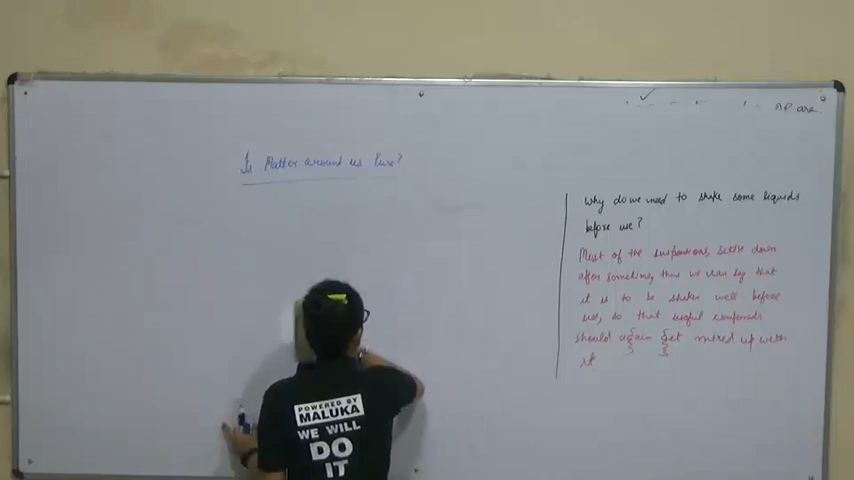 Is Matter around us Pure?
AP are.
Why do we need to shake some liquids
before use?
Most of the suspensions, settle down
after sometime, thus we can say that
it is to be shaken well before
use, so that useful compounds
should again get mixed up with
it
POWERED BY
MALUKA
WE WILL
DO
IT